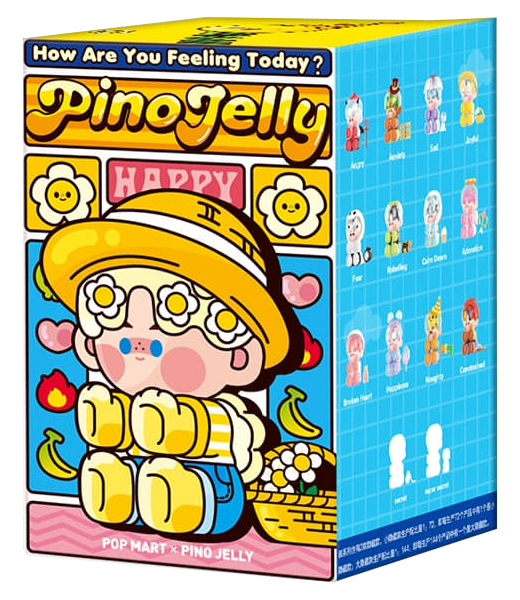 How Are You Feeling Today?
PinoJelly
HAPPY
POP MART × PINO JELLY
Angry
Anxiety
Sad
Joyful
Fear
Rebelling
Calm Down
Adoration
Broken Heart
Happiness
Naughty
Constrained
secret
super secret